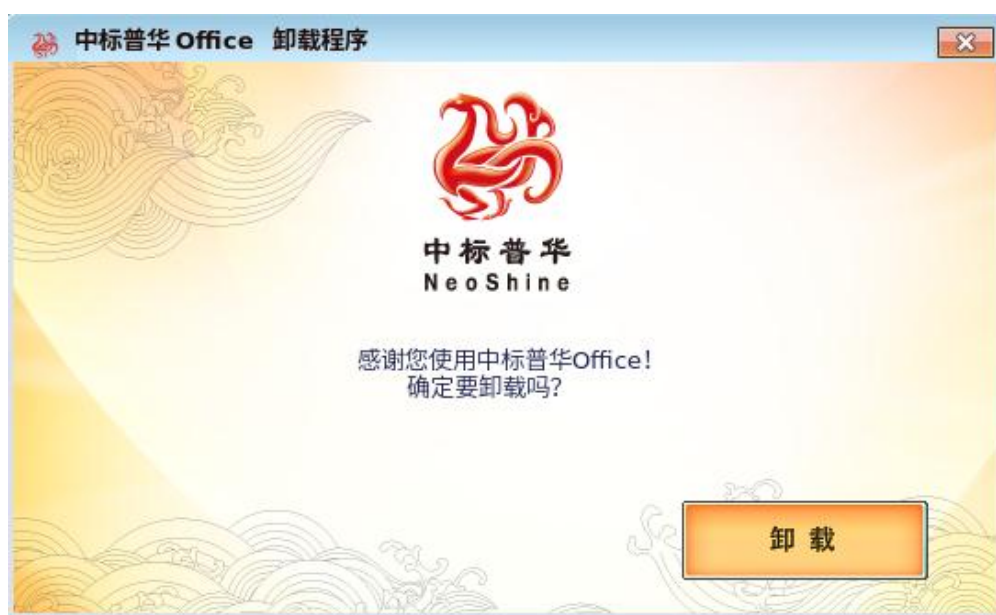 中标普华 Office 卸载程序
中标普华
NeoShine
感谢您使用中标普华Office!
确定要卸载吗?
卸 载